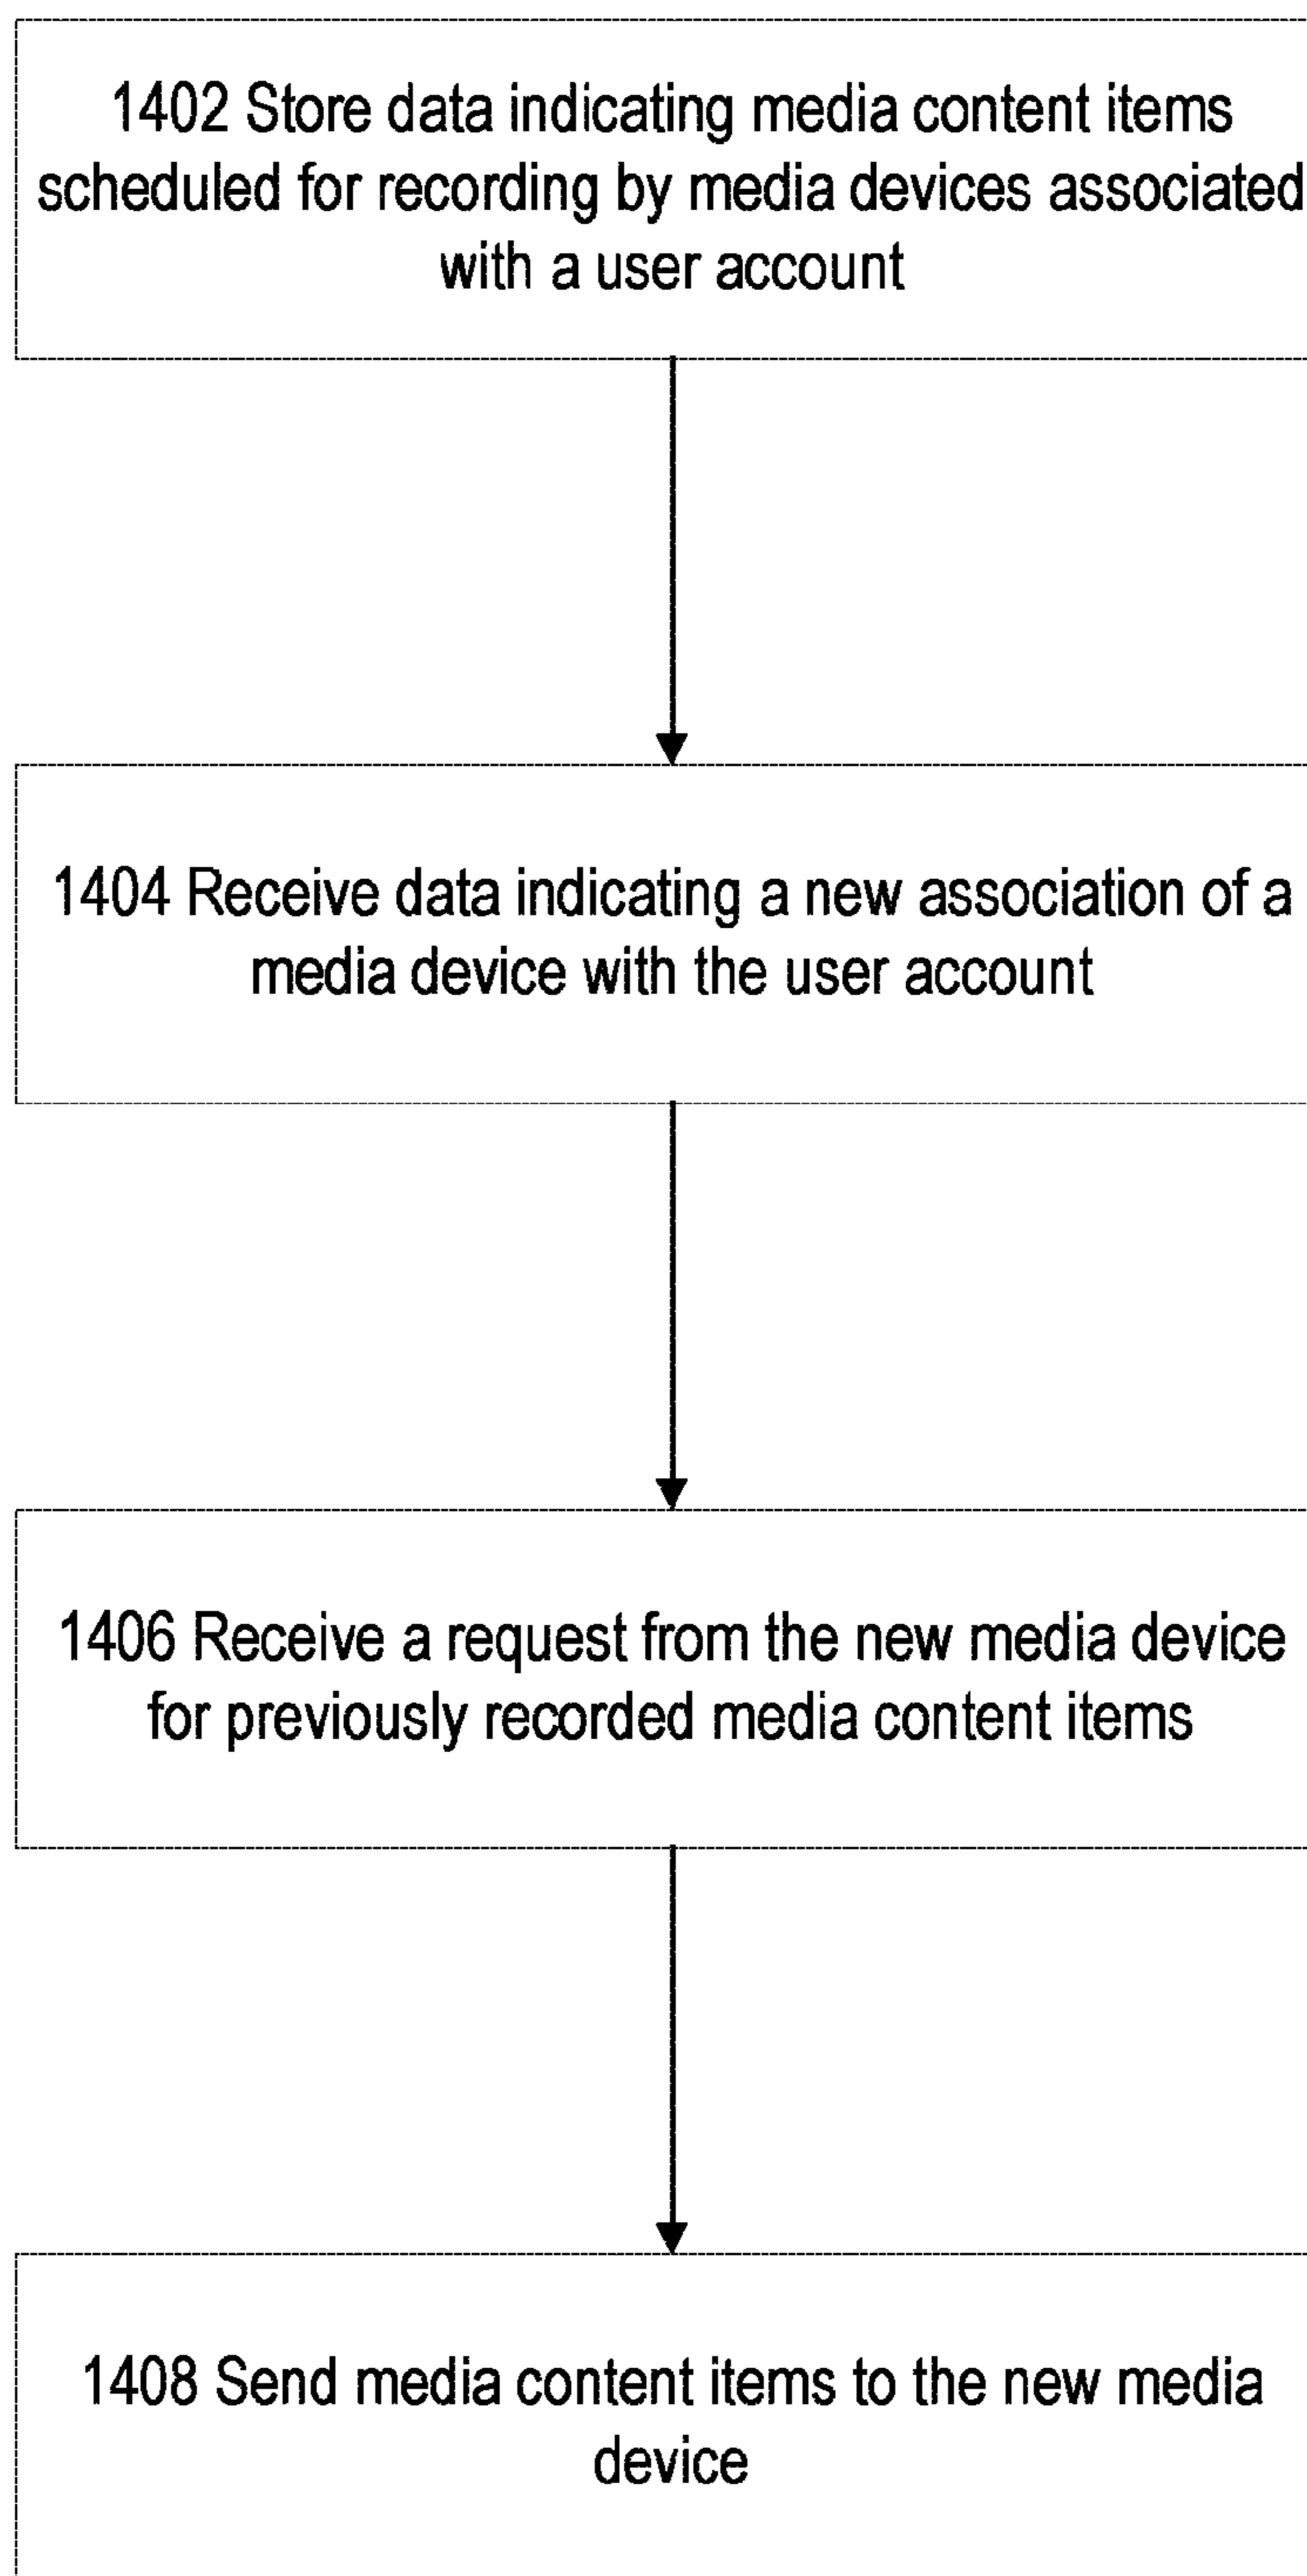 1402 Store data indicating media content items
scheduled for recording by media devices associated
with a user account
1404 Receive data indicating a new association of a
media device with the user account
1406 Receive a request from the new media device
for previously recorded media content items
1408 Send media content items to the new media
device